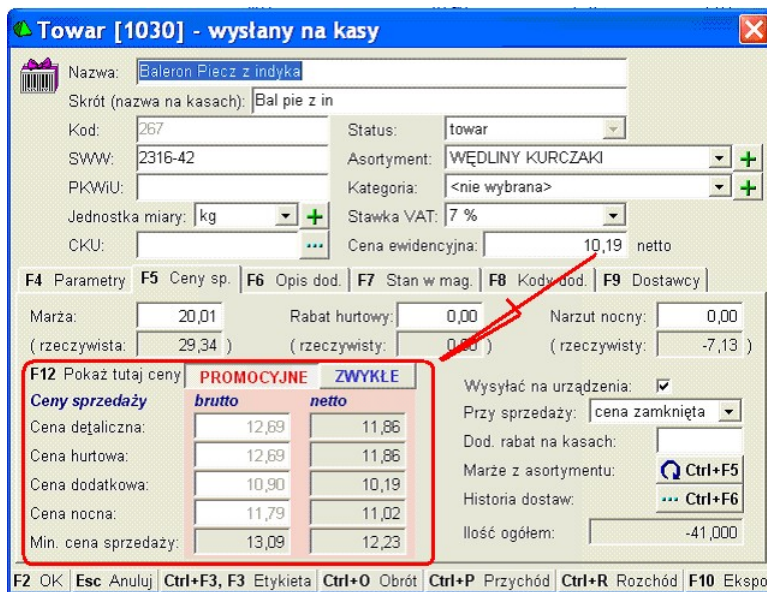 Towar [1030] - wysłany na kasy
Nazwa: Baleron Piecz z indyka
Skrót (nazwa na kasach): Bal pie z in
Kod: 267 Status: towar
SWW: 2316-42 Asortyment: WĘDLINY KURCZAKI
PKWiU: Kategoria: <nie wybrana>
Jednostka miary: kg Stawka VAT: 7 %
CKU: Cena ewidencyjna: 10,19 netto
F4 Parametry F5 Ceny sp. F6 Opis dod. F7 Stan w mag. F8 Kody dod. F9 Dostawcy
Marża: 20,01 Rabat hurtowy: 0,00 Narzut nocny: 0,00
( rzeczywista: 29,34 ) ( rzeczywisty: 0,00 ) ( rzeczywisty: -7,13 )
F12 Pokaż tutaj ceny PROMOCYJNE ZWYKŁE
Wysyłać na urządzenia:
Ceny sprzedaży brutto netto
Przy sprzedaży: cena zamknięta
Cena detaliczna: 12,69 11,86
Dod. rabat na kasach:
Cena hurtowa: 12,69 11,86
Marże z asortymentu: Ctrl+F5
Cena dodatkowa: 10,90 10,19
Historia dostaw: Ctrl+F6
Cena nocna: 11,79 11,02
Ilość ogółem: -41,000
Min. cena sprzedaży: 13,09 12,23
F2 OK Esc Anuluj Ctrl+F3, F3 Etykieta Ctrl+O Obrót Ctrl+P Przychód Ctrl+R Rozchód F10 Ekspo